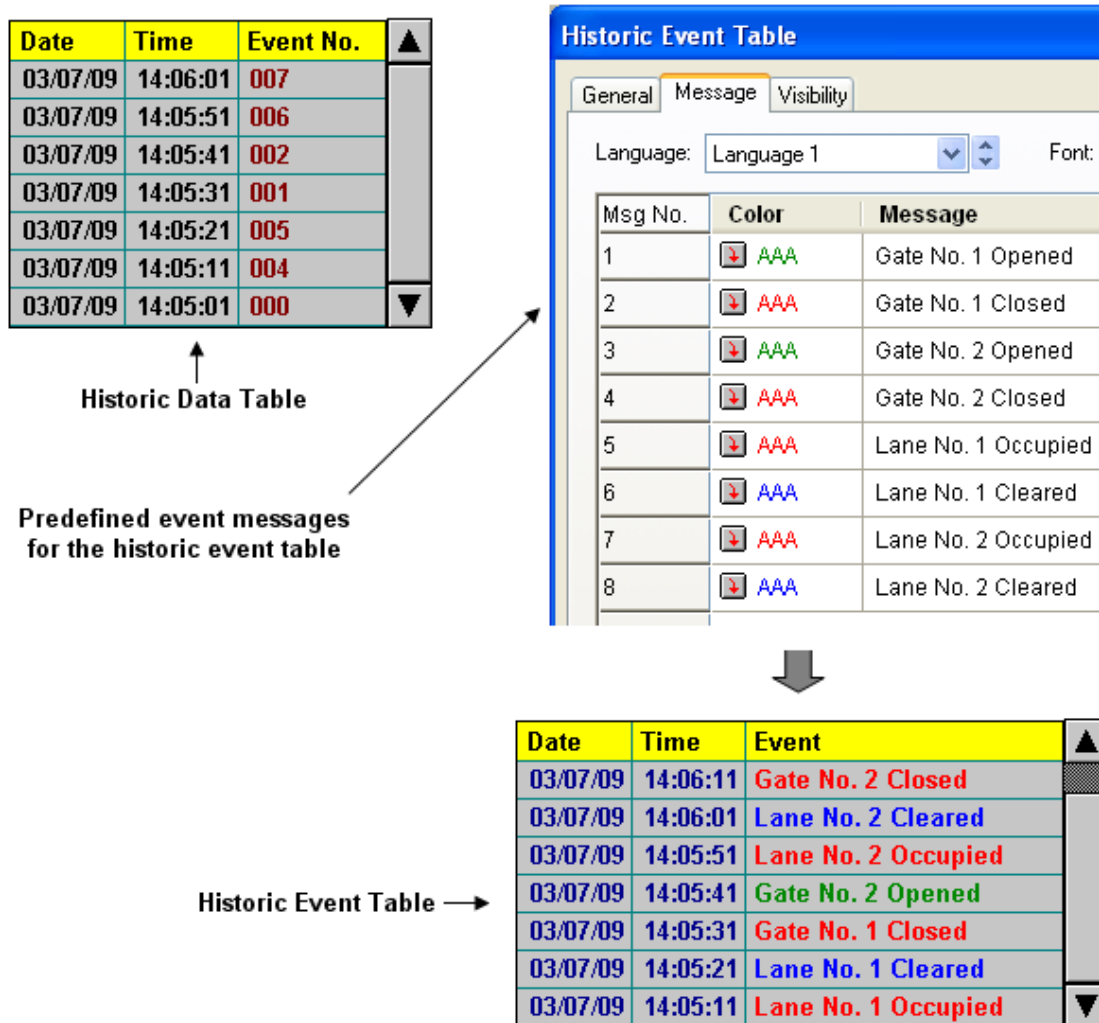 Date Time Event No.
03/07/09 14:06:01 007
03/07/09 14:05:51 006
03/07/09 14:05:41 002
03/07/09 14:05:31 001
03/07/09 14:05:21 005
03/07/09 14:05:11 004
03/07/09 14:05:01 000
Historic Data Table
Predefined event messages
for the historic event table
Historic Event Table
General Message Visibility
Language: Language 1 Font:
Msg No. Color Message
1 AAA Gate No. 1 Opened
2 AAA Gate No. 1 Closed
3 AAA Gate No. 2 Opened
4 AAA Gate No. 2 Closed
5 AAA Lane No. 1 Occupied
6 AAA Lane No. 1 Cleared
7 AAA Lane No. 2 Occupied
8 AAA Lane No. 2 Cleared
Historic Event Table
Date Time Event
03/07/09 14:06:11 Gate No. 2 Closed
03/07/09 14:06:01 Lane No. 2 Cleared
03/07/09 14:05:51 Lane No. 2 Occupied
03/07/09 14:05:41 Gate No. 2 Opened
03/07/09 14:05:31 Gate No. 1 Closed
03/07/09 14:05:21 Lane No. 1 Cleared
03/07/09 14:05:11 Lane No. 1 Occupied